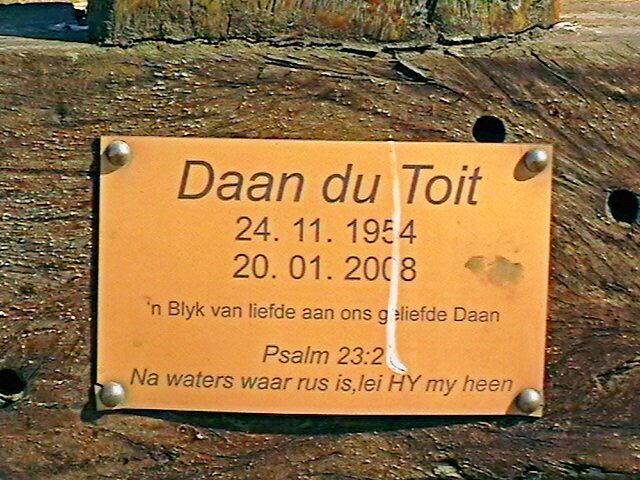 Daan du Toit
24. 11. 1954
20. 01. 2008
'n Blyk van liefde aan ons geliefde Daan
Psalm 23:2
Na waters waar rus is,lei HY my heen